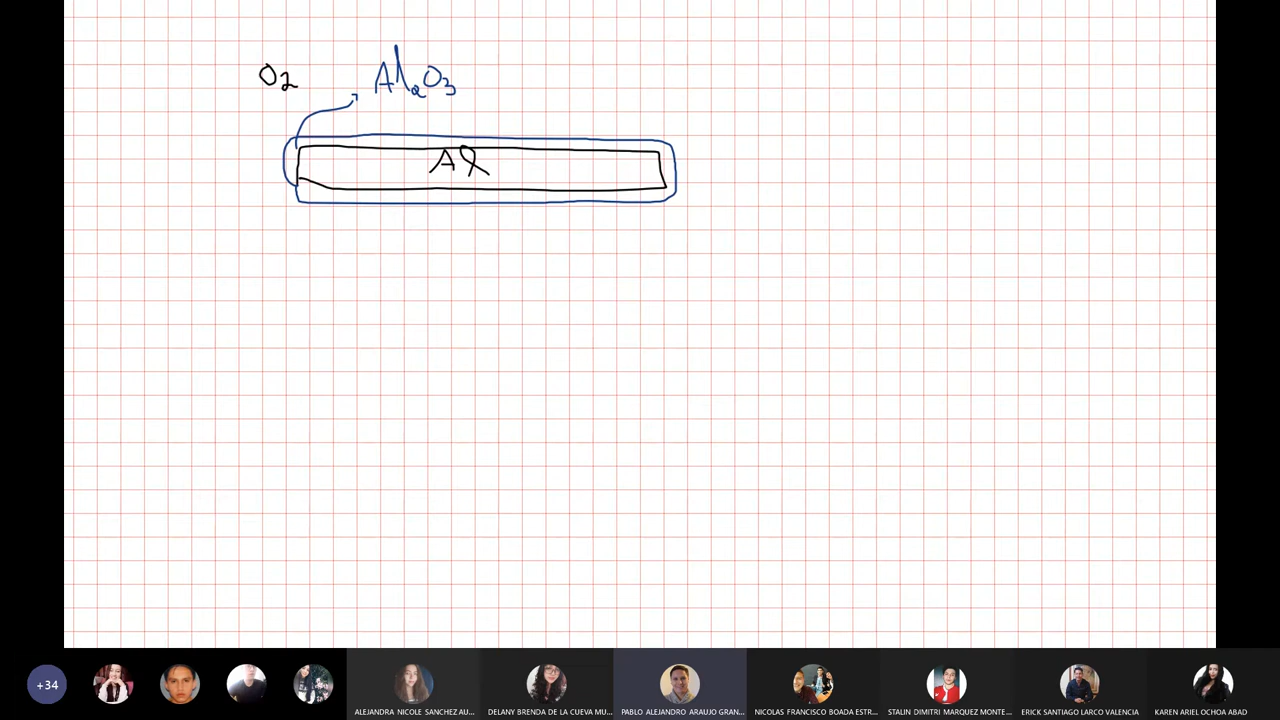 O2 Al2O3
Al
+34
ALEJANDRA NICOLE SANCHEZ AU...
DELANY BRENDA DE LA CUEVA MU...
PABLO ALEJANDRO ARAUJO GRAN...
NICOLAS FRANCISCO BOADA ESTR...
STALIN DIMITRI MARQUEZ MONTE...
ERICK SANTIAGO LARCO VALENCIA
KAREN ARIEL OCHOA ABAD